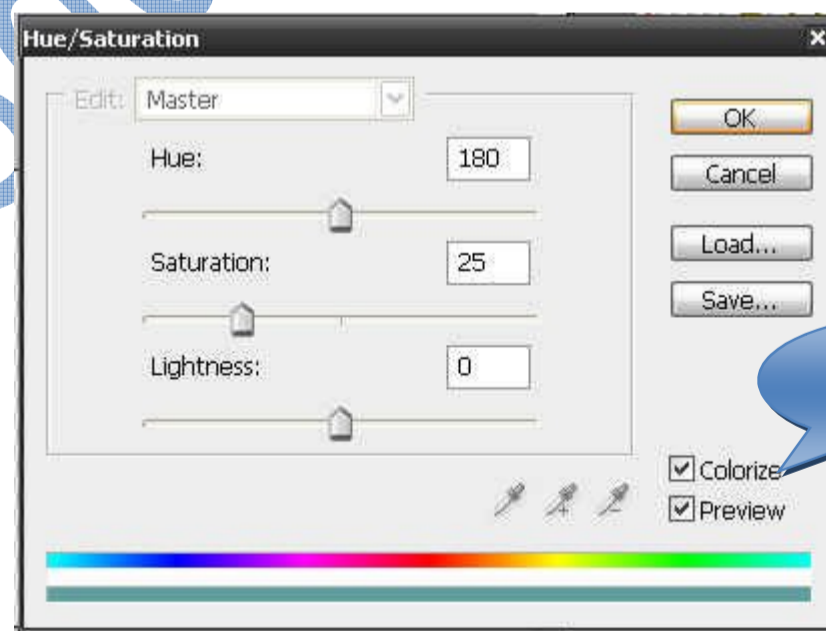 Hue/Saturation
Edit: Master
OK
Hue: 180
Cancel
Load...
Saturation: 25
Save...
Lightness: 0
Colorize
Preview